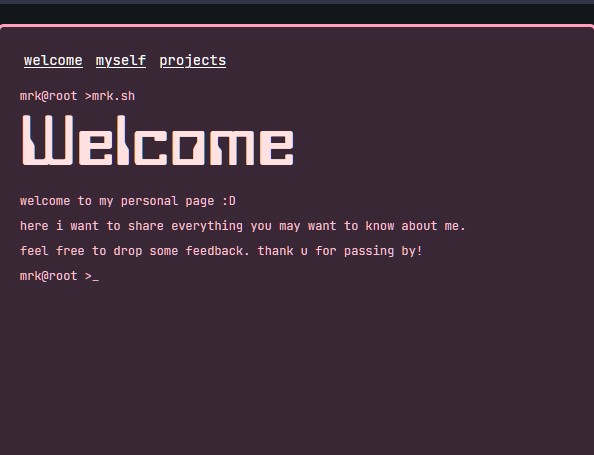 welcome myself projects
mrk@root >mrk.sh
Welcome
welcome to my personal page :D
here i want to share everything you may want to know about me.
feel free to drop some feedback. thank u for passing by!
mrk@root >_